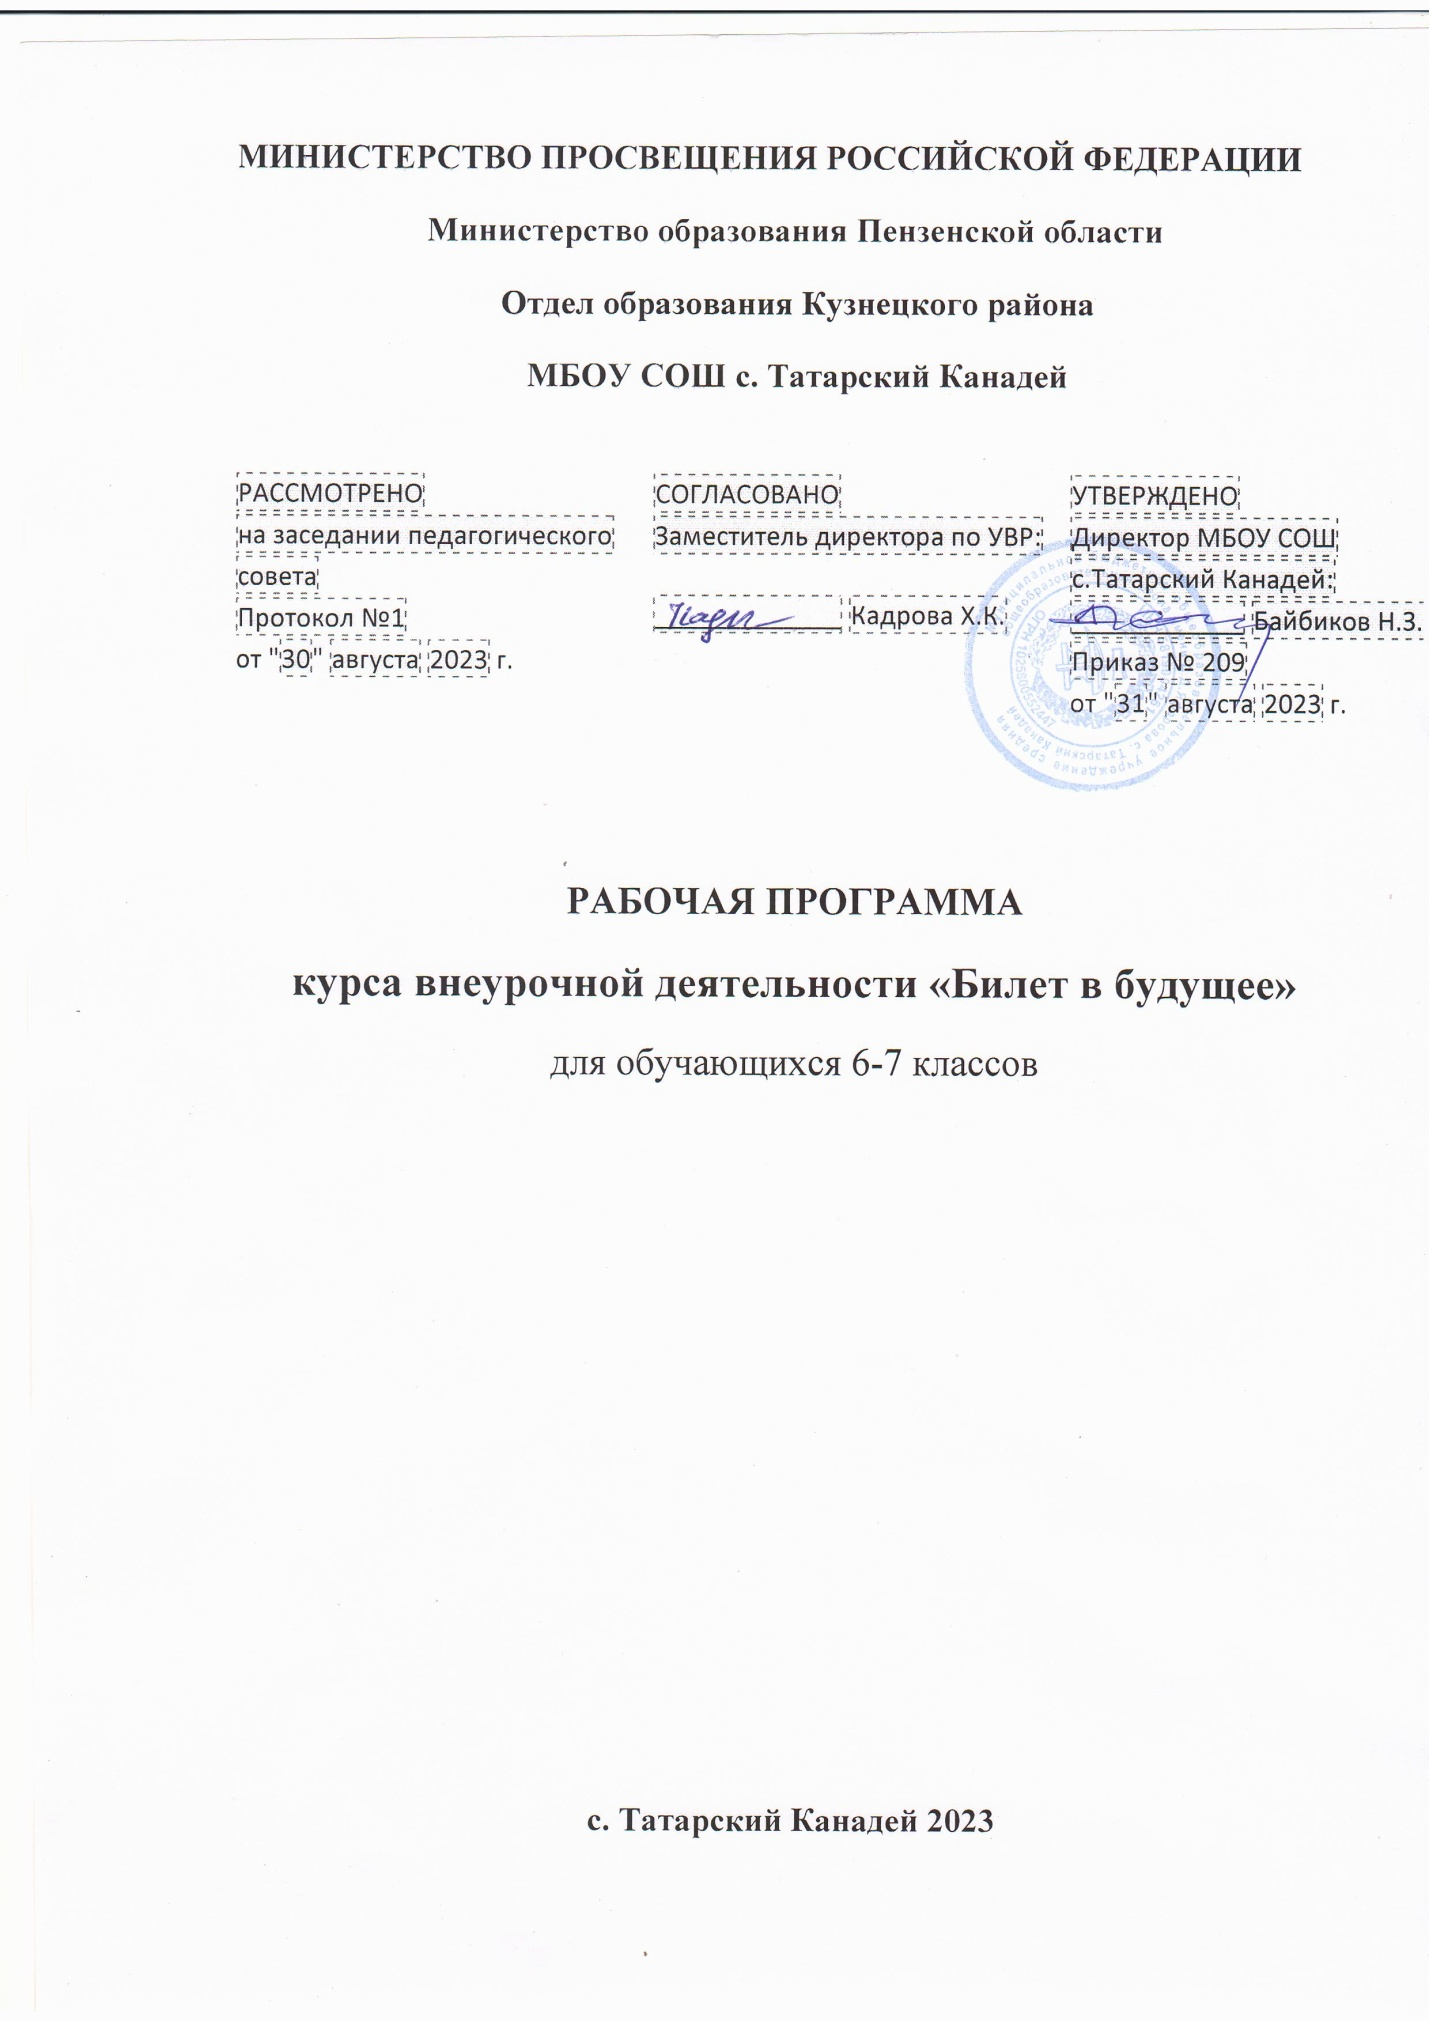 МИНИСТЕРСТВО ПРОСВЕЩЕНИЯ РОССИЙСКОЙ ФЕДЕРАЦИИ
Министерство образования Пензенской области
Отдел образования Кузнецкого района
МБОУ СОШ с. Татарский Канадей
РАССМОТРЕНО
на заседании педагогического
совета
Протокол №1
от "30" августа 2023 г.
СОГЛАСОВАНО
Заместитель директора по УВР:
Кадрова Х.К.
УТВЕРЖДЕНО
Директор МБОУ СОШ
с.Татарский Канадей:
Байбиков Н.З.
Приказ № 209
от "31" августа 2023 г.
РАБОЧАЯ ПРОГРАММА
курса внеурочной деятельности «Билет в будущее»
для обучающихся 6-7 классов
с. Татарский Канадей 2023